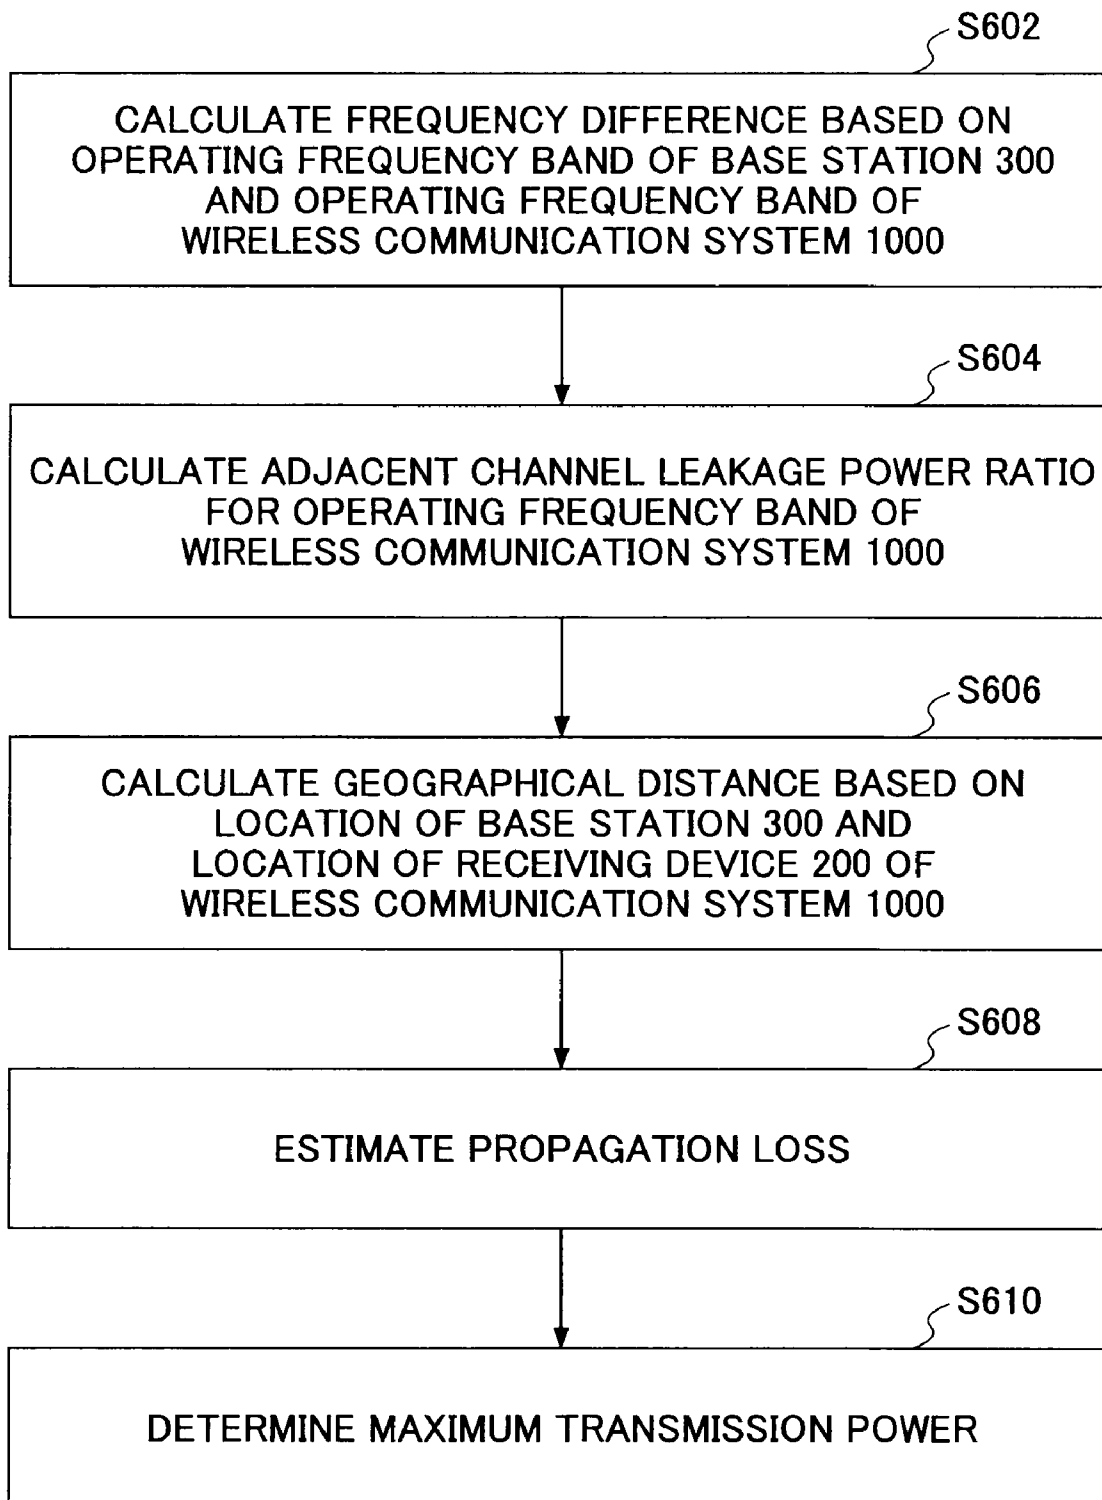 S602
CALCULATE FREQUENCY DIFFERENCE BASED ON
OPERATING FREQUENCY BAND OF BASE STATION 300
AND OPERATING FREQUENCY BAND OF
WIRELESS COMMUNICATION SYSTEM 1000
S604
CALCULATE ADJACENT CHANNEL LEAKAGE POWER RATIO
FOR OPERATING FREQUENCY BAND OF
WIRELESS COMMUNICATION SYSTEM 1000
S606
CALCULATE GEOGRAPHICAL DISTANCE BASED ON
LOCATION OF BASE STATION 300 AND
LOCATION OF RECEIVING DEVICE 200 OF
WIRELESS COMMUNICATION SYSTEM 1000
S608
ESTIMATE PROPAGATION LOSS
S610
DETERMINE MAXIMUM TRANSMISSION POWER